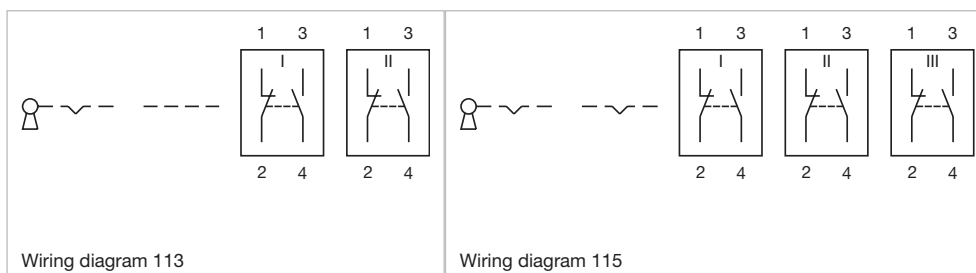 1 3 1 3
I II
2 4 2 4
Wiring diagram 113
1 3 1 3 1 3
I II III
2 4 2 4 2 4
Wiring diagram 115